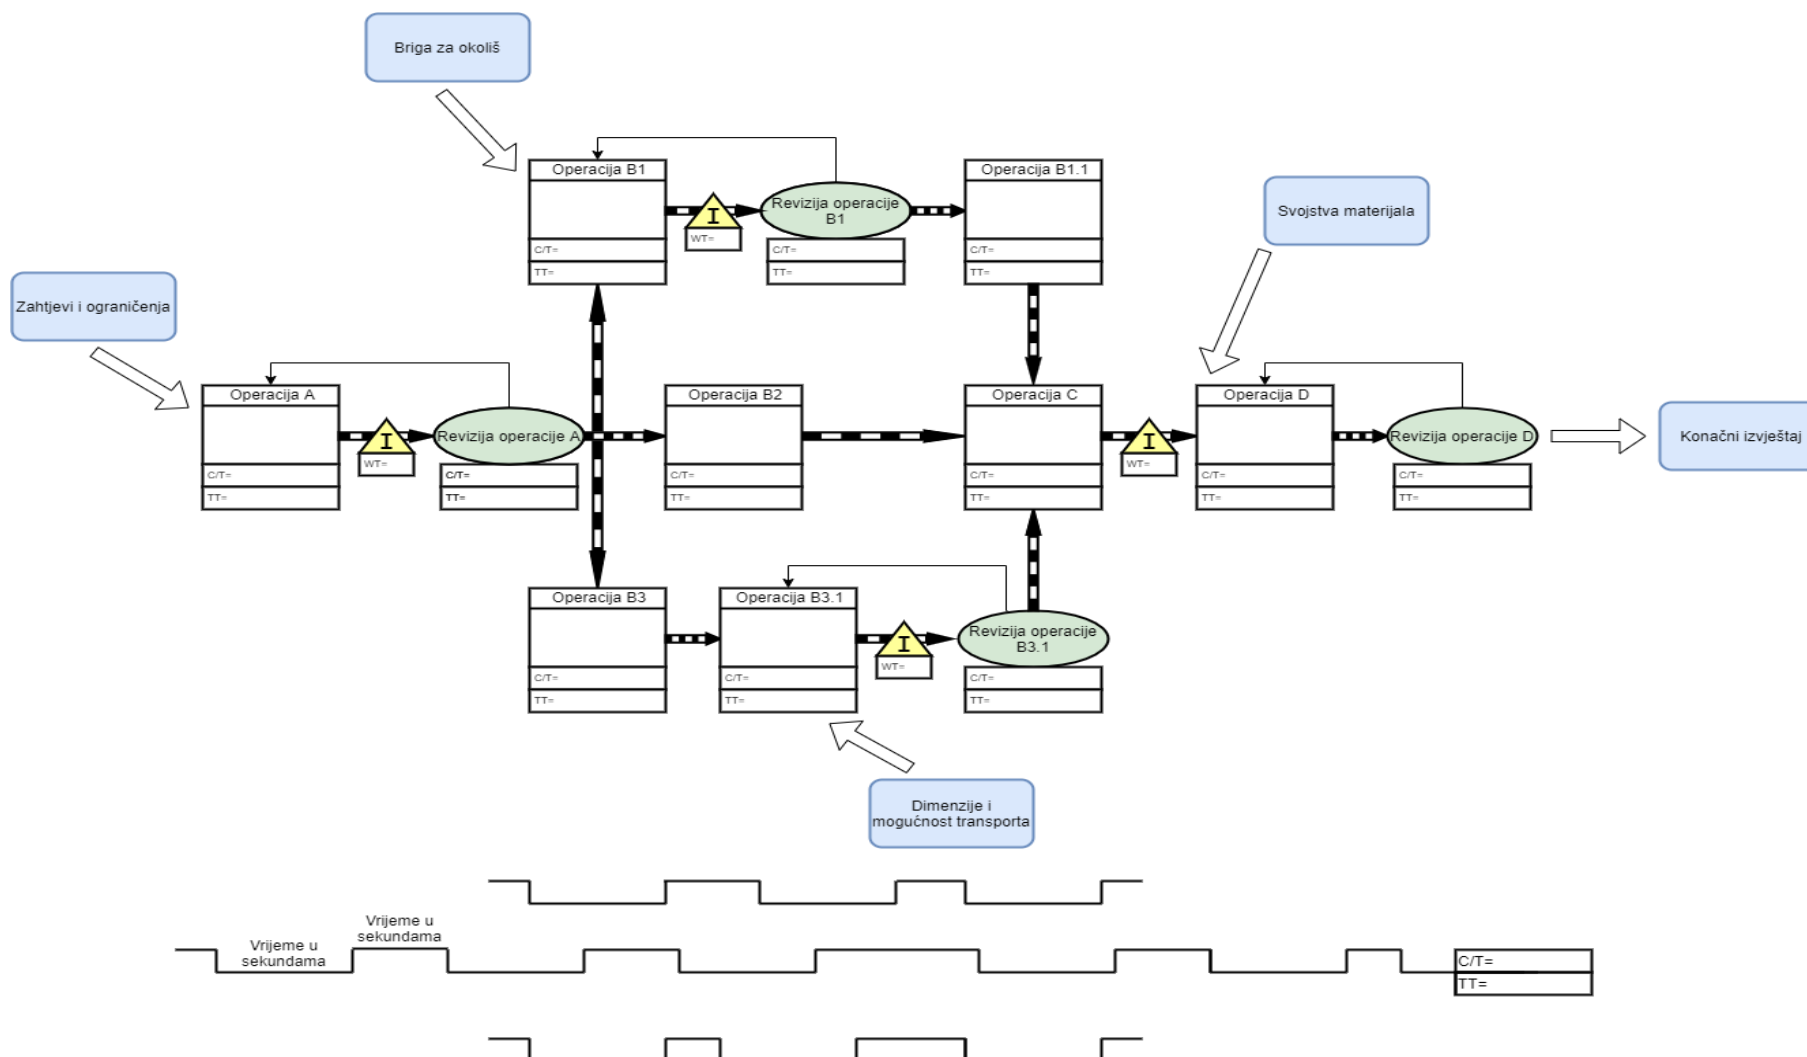 Briga za okoliš
Operacija B1
C/T=
TT=
I
WT=
Revizija operacije
B1
C/T=
TT=
Operacija B1.1
C/T=
TT=
Svojstva materijala
Zahtjevi i ograničenja
Operacija A
C/T=
TT=
I
WT=
Revizija operacije A
C/T=
TT=
Operacija B2
C/T=
TT=
Operacija C
C/T=
TT=
I
WT=
Operacija D
C/T=
TT=
Revizija operacije D
C/T=
TT=
Konačni izvještaj
Operacija B3
C/T=
TT=
Operacija B3.1
C/T=
TT=
I
WT=
Revizija operacije
B3.1
C/T=
TT=
Dimenzije i
mogućnost transporta
Vrijeme u
sekundama
Vrijeme u
sekundama
C/T=
TT=